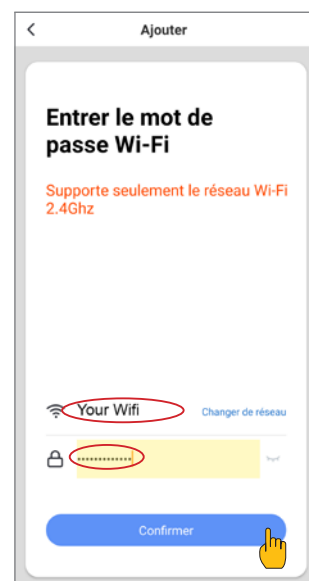 Ajouter
Entrer le mot de
passe Wi-Fi
Supporte seulement le réseau Wi-Fi
2.4Ghz
Your Wifi
Changer de réseau
•••••••••••••
Confirmer